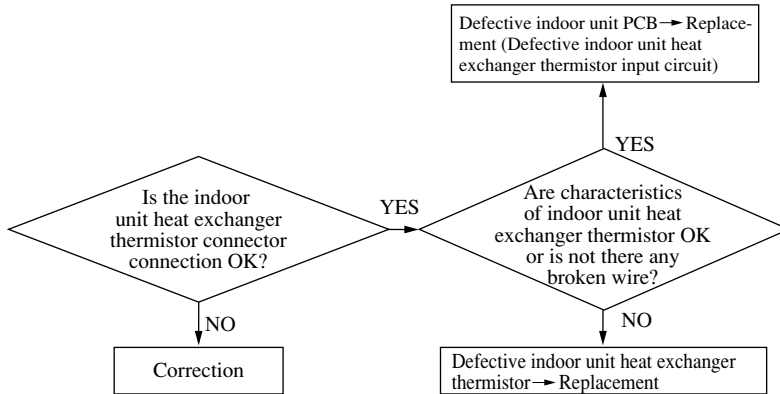 Defective indoor unit PCB → Replace-
ment (Defective indoor unit heat
exchanger thermistor input circuit)
YES
Is the indoor
unit heat exchanger
thermistor connector
connection OK?
YES
Are characteristics
of indoor unit heat
exchanger thermistor OK
or is not there any
broken wire?
NO
NO
Correction
Defective indoor unit heat exchanger
thermistor → Replacement